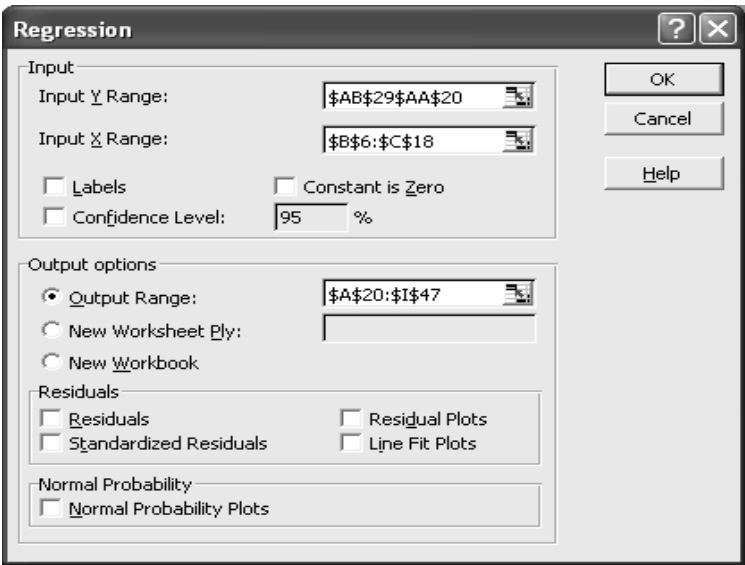 Regression
Input
Input Y Range: $AB$29$AA$20
Input X Range: $B$6:$C$18
Labels Constant is Zero
Confidence Level: 95 %
OK
Cancel
Help
Output options
Output Range: $A$20:$I$47
New Worksheet Ply:
New Workbook
Residuals
Residuals Residual Plots
Standardized Residuals Line Fit Plots
Normal Probability
Normal Probability Plots